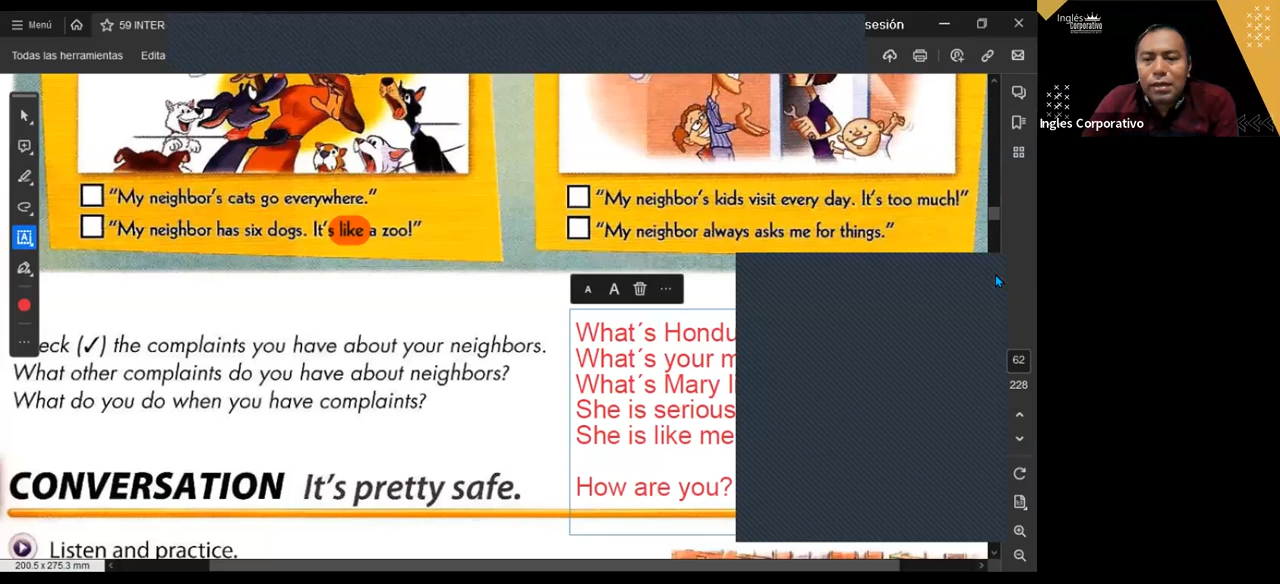 Menú
59 INTER
sesión
Todas las herramientas
Edita
Inglés
Corporativo
Ingles Corporativo
"My neighbor's cats go everywhere."
"My neighbor has six dogs. It's like a zoo!"
"My neighbor's kids visit every day. It's too much!"
"My neighbor always asks me for things."
A A ...
eck (✓) the complaints you have about your neighbors.
What other complaints do you have about neighbors?
What do you do when you have complaints?
What´s Hondu
What´s your m
What´s Mary li
She is serious
She is like me
How are you?
62
228
CONVERSATION It's pretty safe.
Listen and practice.
200.5 x 275.3 mm